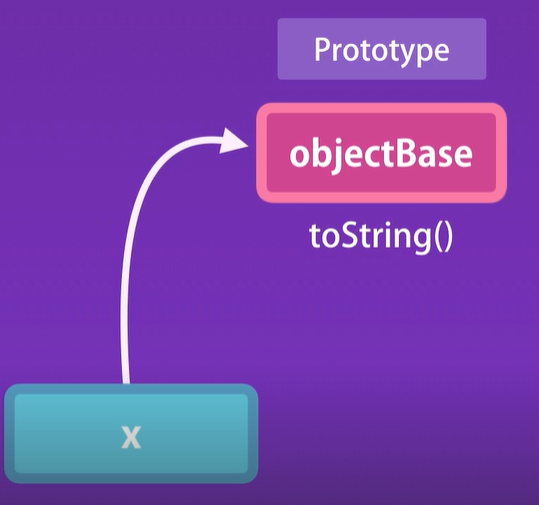 Prototype
objectBase
toString()
x